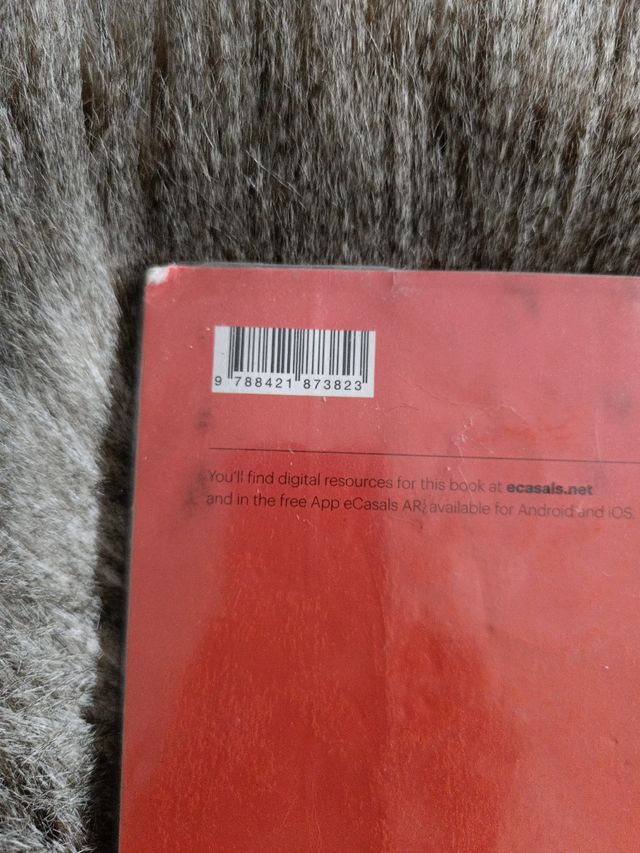 9 788421 873823
You'll find digital resources for this book at ecasals.net
and in the free App eCasals AR, available for Android and iOS.